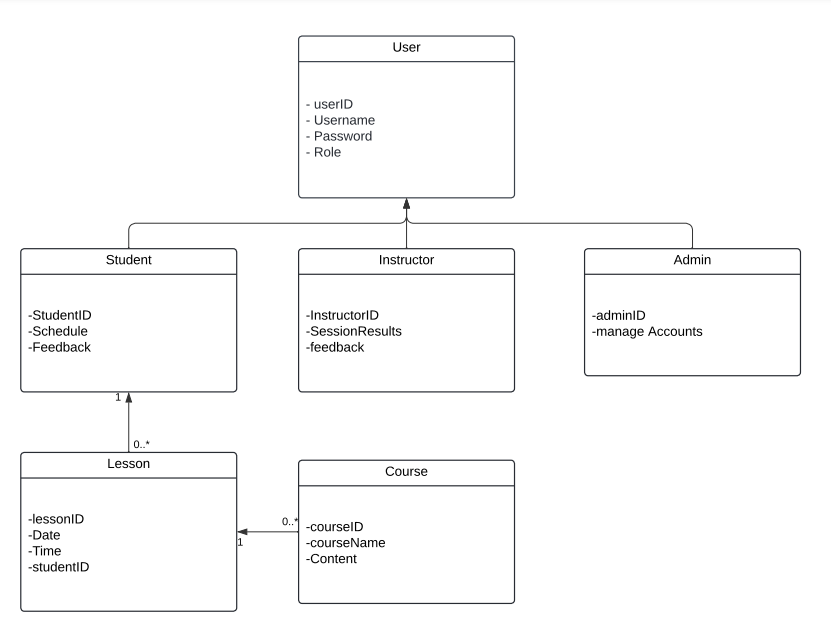 User
- userID
- Username
- Password
- Role
Student
-StudentID
-Schedule
-Feedback
Instructor
-InstructorID
-SessionResults
-feedback
Admin
-adminID
-manage Accounts
1
0..*
Lesson
-lessonID
-Date
-Time
-studentID
0..*
1
Course
-courseID
-courseName
-Content